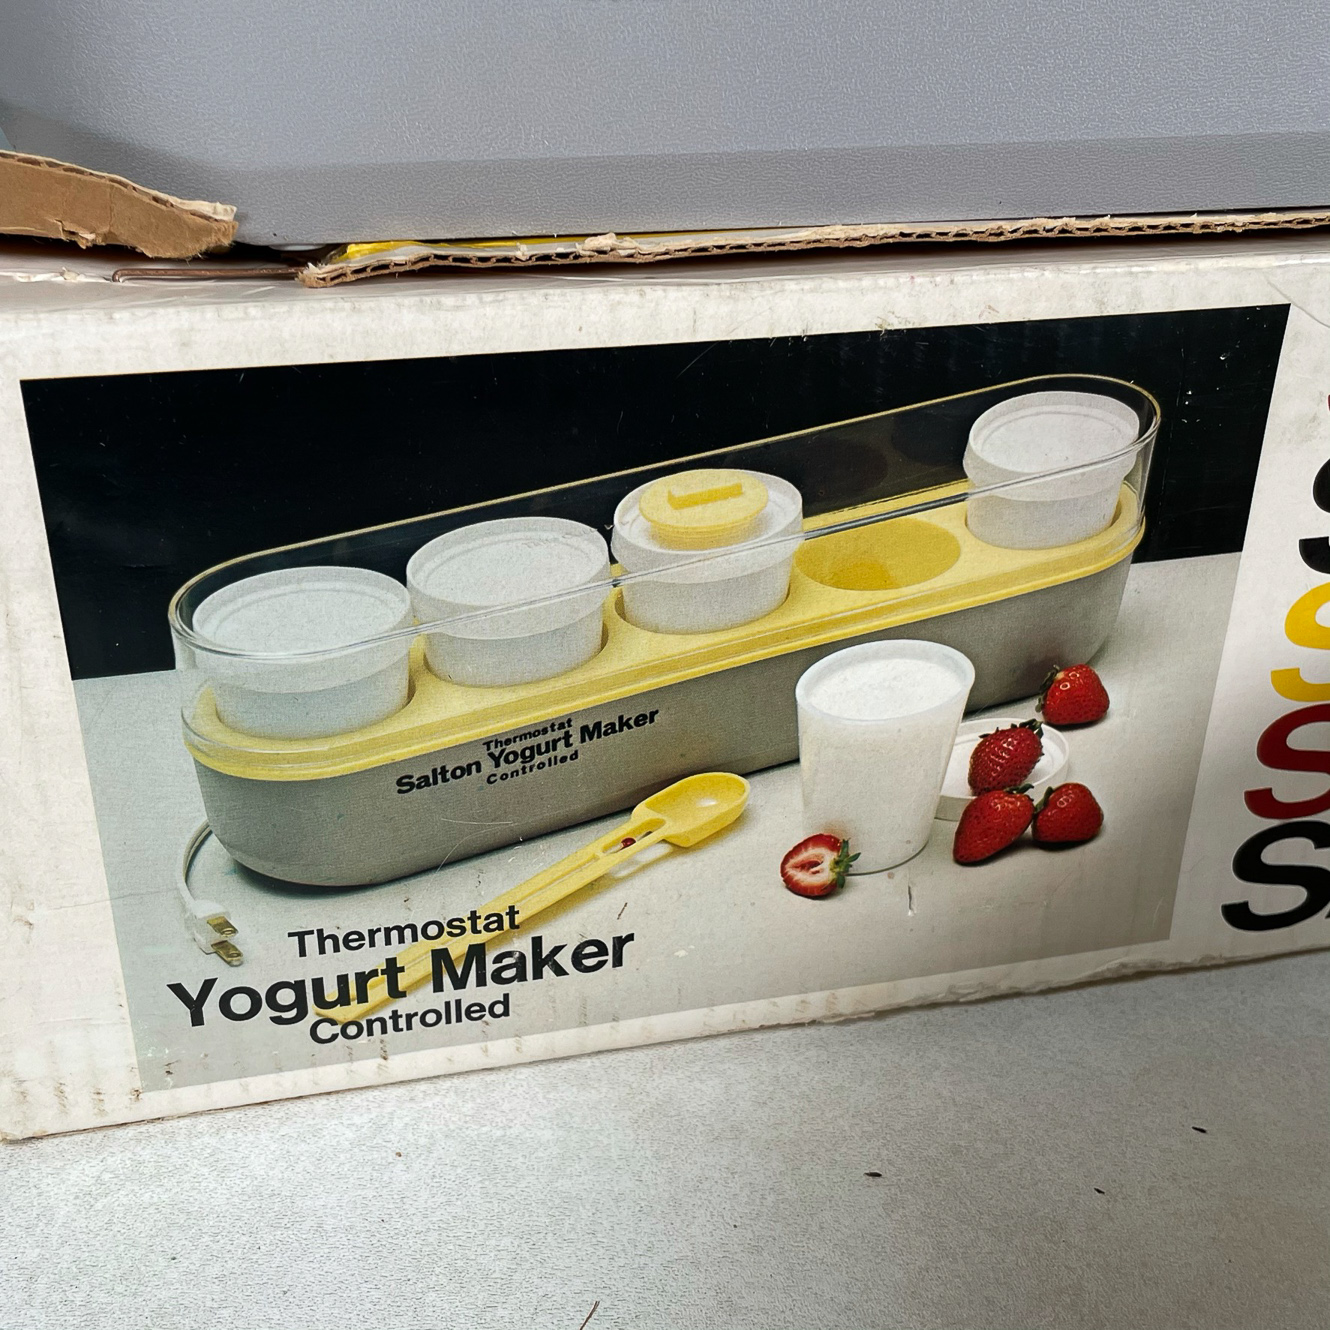 Thermostat
Salton Yogurt Maker
Controlled
Thermostat
Yogurt Maker
Controlled